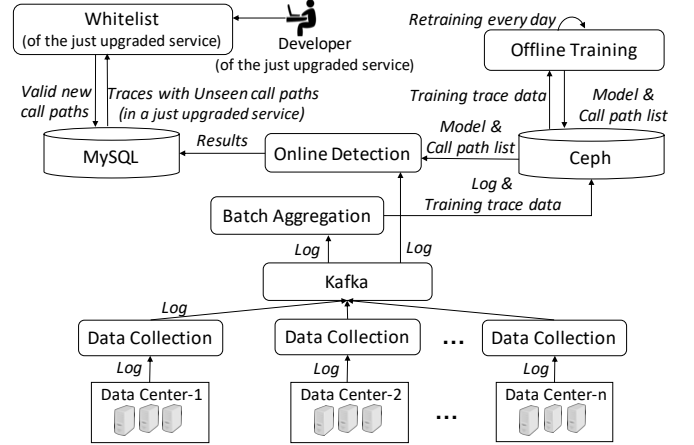 Whitelist
(of the just upgraded service)
Developer
(of the just upgraded service)
Retraining every day
Offline Training
Valid new
call paths
Traces with Unseen call paths
(in a just upgraded service)
Training trace data
Model &
Call path list
MySQL
Results
Online Detection
Model &
Call path list
Ceph
Batch Aggregation
Log &
Training trace data
Log
Log
Kafka
Log
Data Collection
Data Collection
...
Data Collection
Log
Log
Log
Data Center-1
Data Center-2
...
Data Center-n